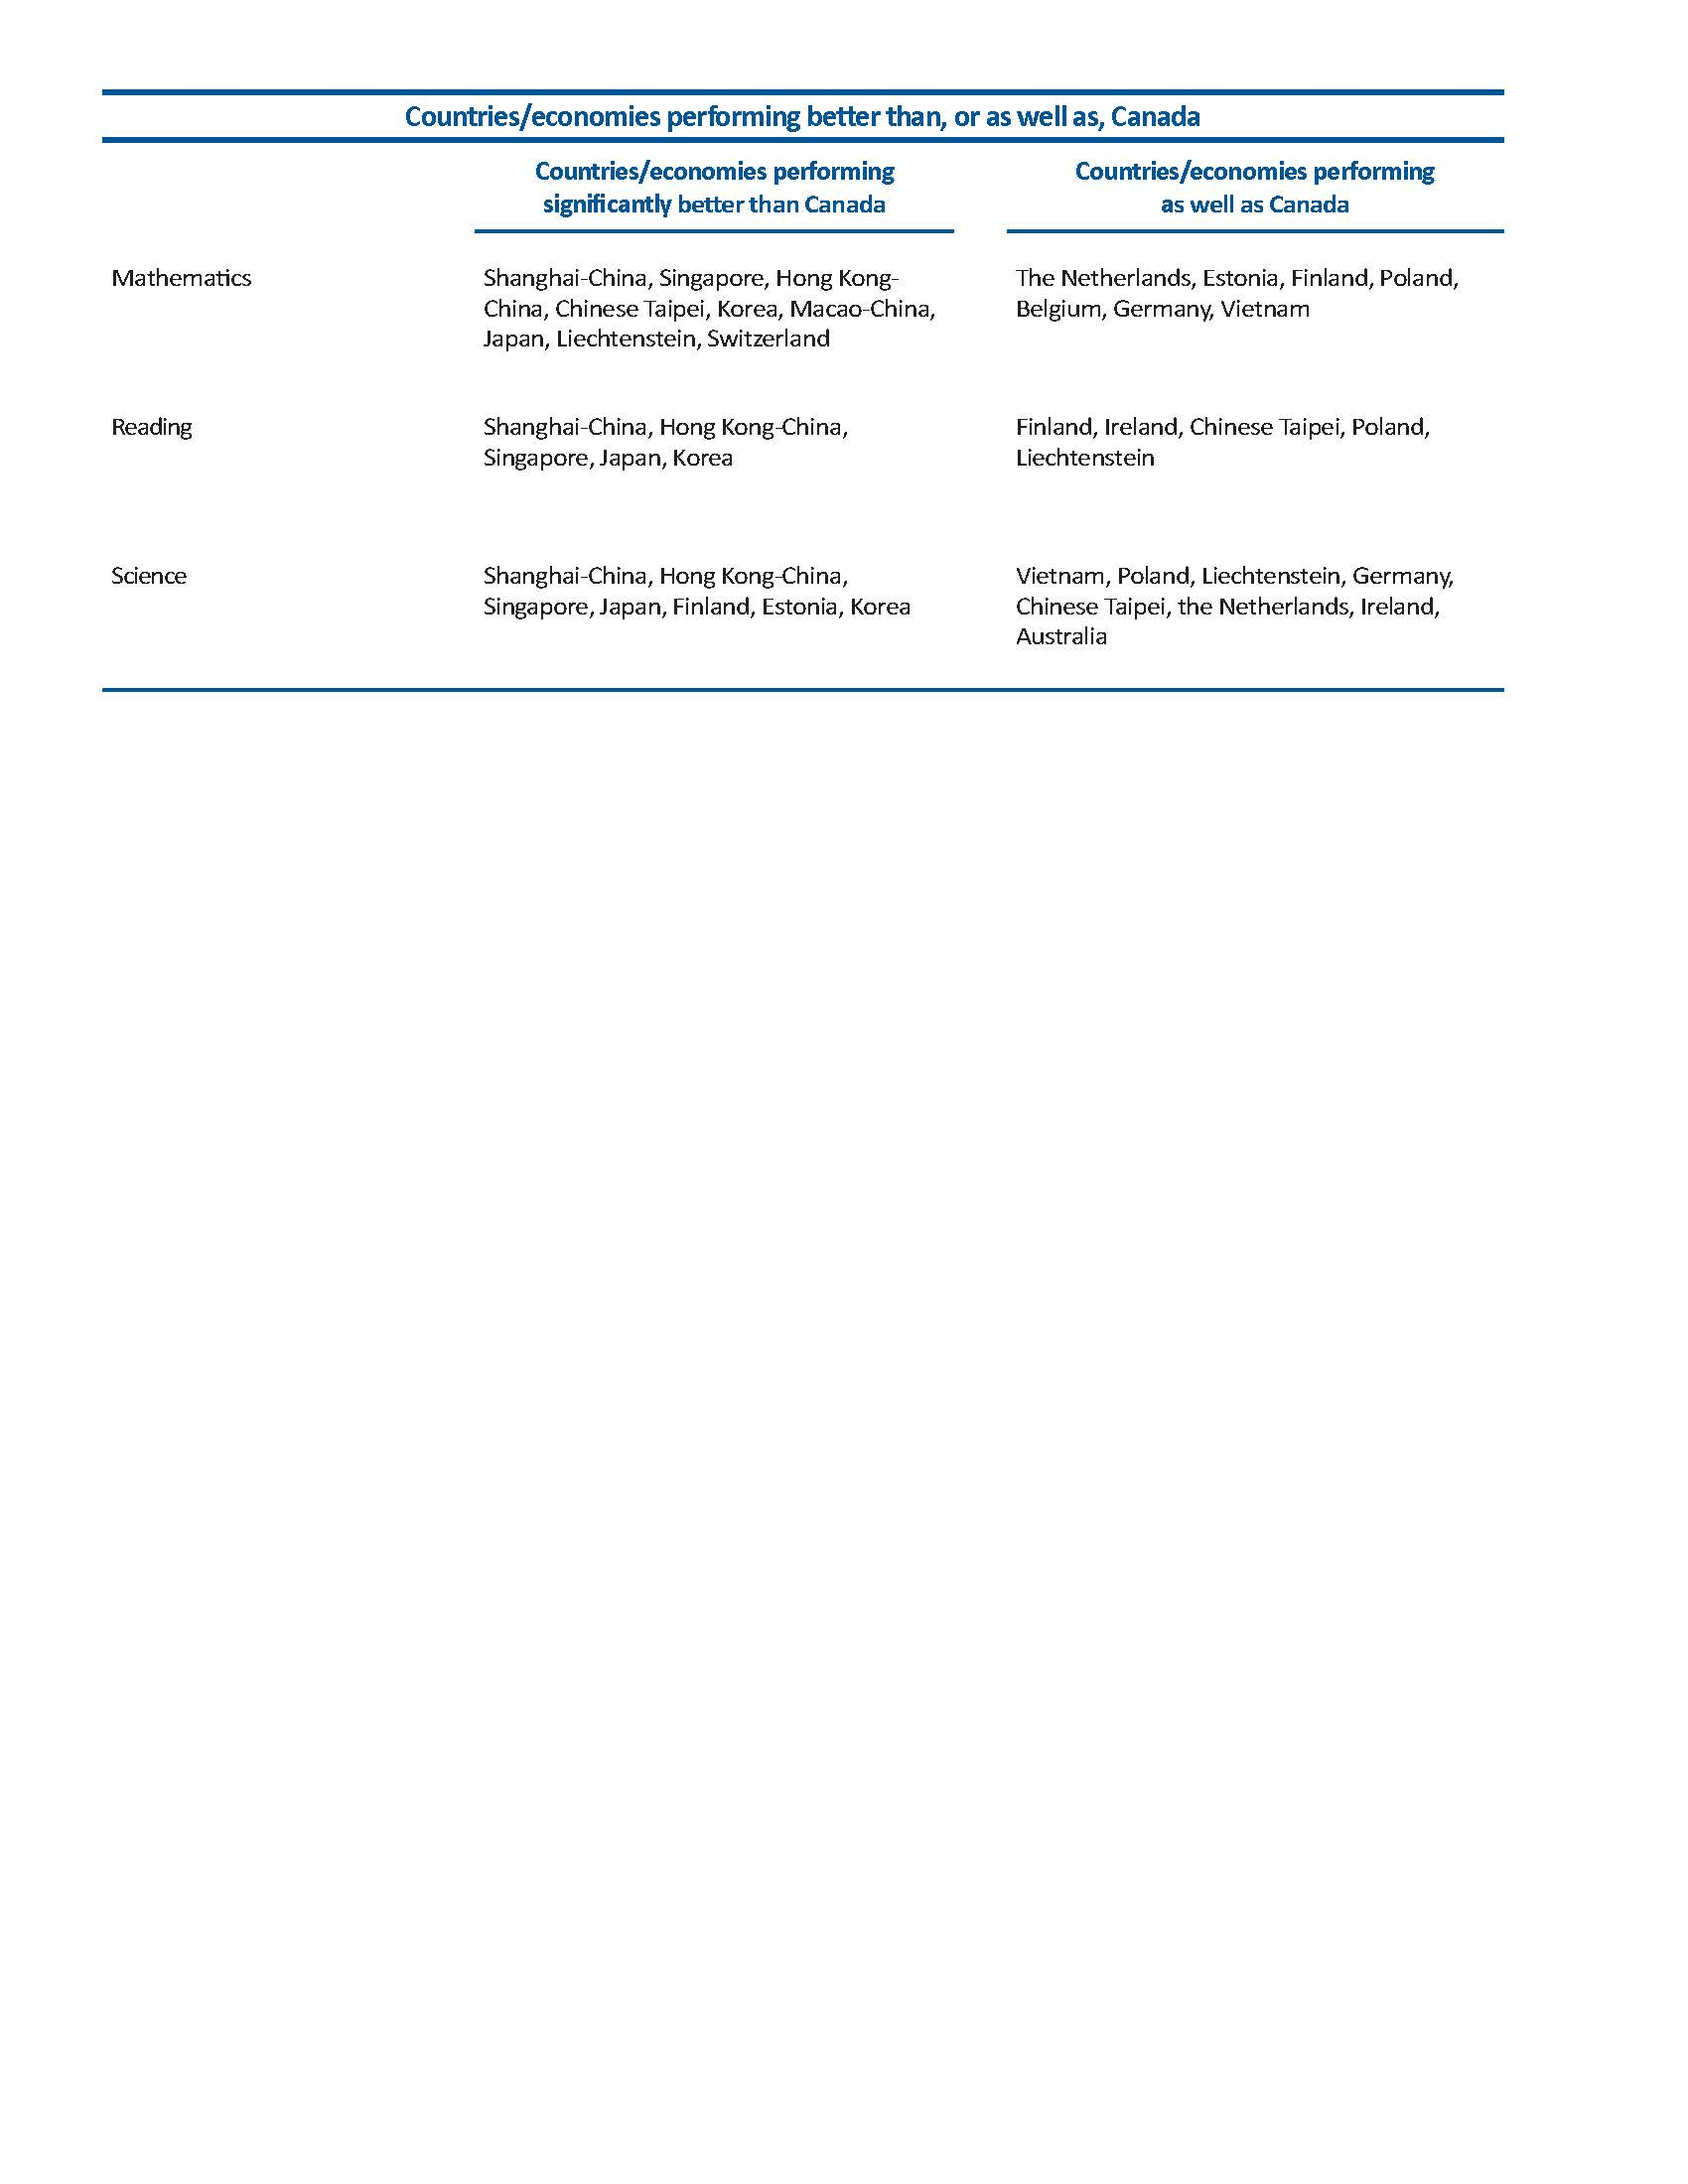 Countries/economies performing better than, or as well as, Canada
Countries/economies performing
significantly better than Canada
Countries/economies performing
as well as Canada
Mathematics
Shanghai-China, Singapore, Hong Kong-
China, Chinese Taipei, Korea, Macao-China,
Japan, Liechtenstein, Switzerland
The Netherlands, Estonia, Finland, Poland,
Belgium, Germany, Vietnam
Reading
Shanghai-China, Hong Kong-China,
Singapore, Japan, Korea
Finland, Ireland, Chinese Taipei, Poland,
Liechtenstein
Science
Shanghai-China, Hong Kong-China,
Singapore, Japan, Finland, Estonia, Korea
Vietnam, Poland, Liechtenstein, Germany,
Chinese Taipei, the Netherlands, Ireland,
Australia